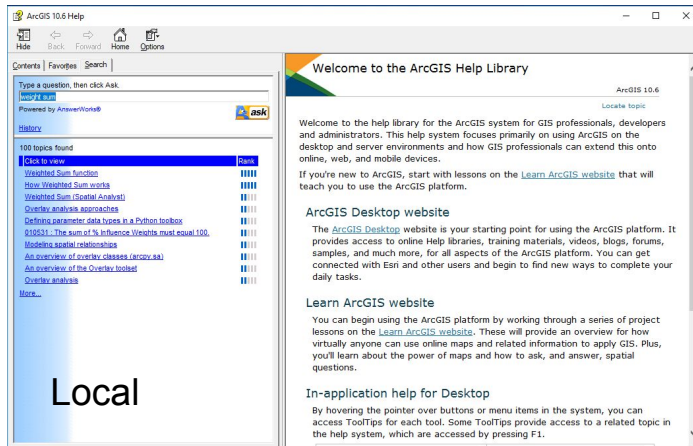 ArcGIS 10.6 Help
Hide Back Forward Home Options
Contents Favorites Search
Type a question, then click Ask.
weight sum
Powered by AnswerWorks®
ask
History
100 topics found
Click to view Rank
Weighted Sum function
How Weighted Sum works
Weighted Sum (Spatial Analyst)
Overlay analysis approaches
Defining parameter data types in a Python toolbox
010531 : The sum of % Influence Weights must equal 100.
Modeling spatial relationships
An overview of overlay classes (arcpy.sa)
An overview of the Overlay toolset
Overlay analysis
More...
Local
Welcome to the ArcGIS Help Library
ArcGIS 10.6
Locate topic
Welcome to the help library for the ArcGIS system for GIS professionals, developers
and administrators. This help system focuses primarily on using ArcGIS on the
desktop and server environments and how GIS professionals can extend this onto
online, web, and mobile devices.
If you're new to ArcGIS, start with lessons on the Learn ArcGIS website that will
teach you to use the ArcGIS platform.
ArcGIS Desktop website
The ArcGIS Desktop website is your starting point for using the ArcGIS platform. It
provides access to online Help libraries, training materials, videos, blogs, forums,
samples, and much more, for all aspects of the ArcGIS platform. You can get
connected with Esri and other users and begin to find new ways to complete your
daily tasks.
Learn ArcGIS website
You can begin using the ArcGIS platform by working through a series of project
lessons on the Learn ArcGIS website. These will provide an overview for how
virtually anyone can use online maps and related information to apply GIS. Plus,
you'll learn about the power of maps and how to ask, and answer, spatial
questions.
In-application help for Desktop
By hovering the pointer over buttons or menu items in the system, you can
access ToolTips for each tool. Some ToolTips provide access to a related topic in
the help system, which are accessed by pressing F1.